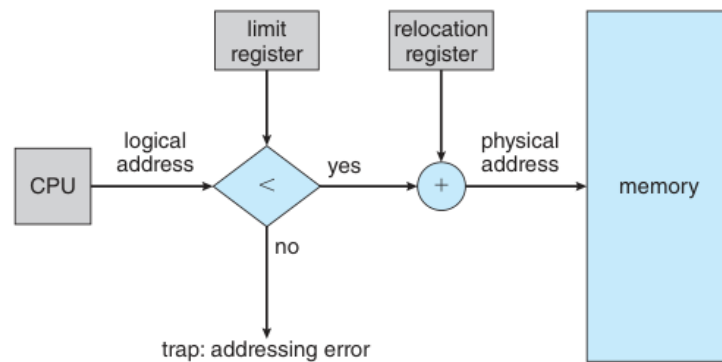 limit
register
relocation
register
logical
address
physical
address
CPU
<
yes
+
memory
no
trap: addressing error